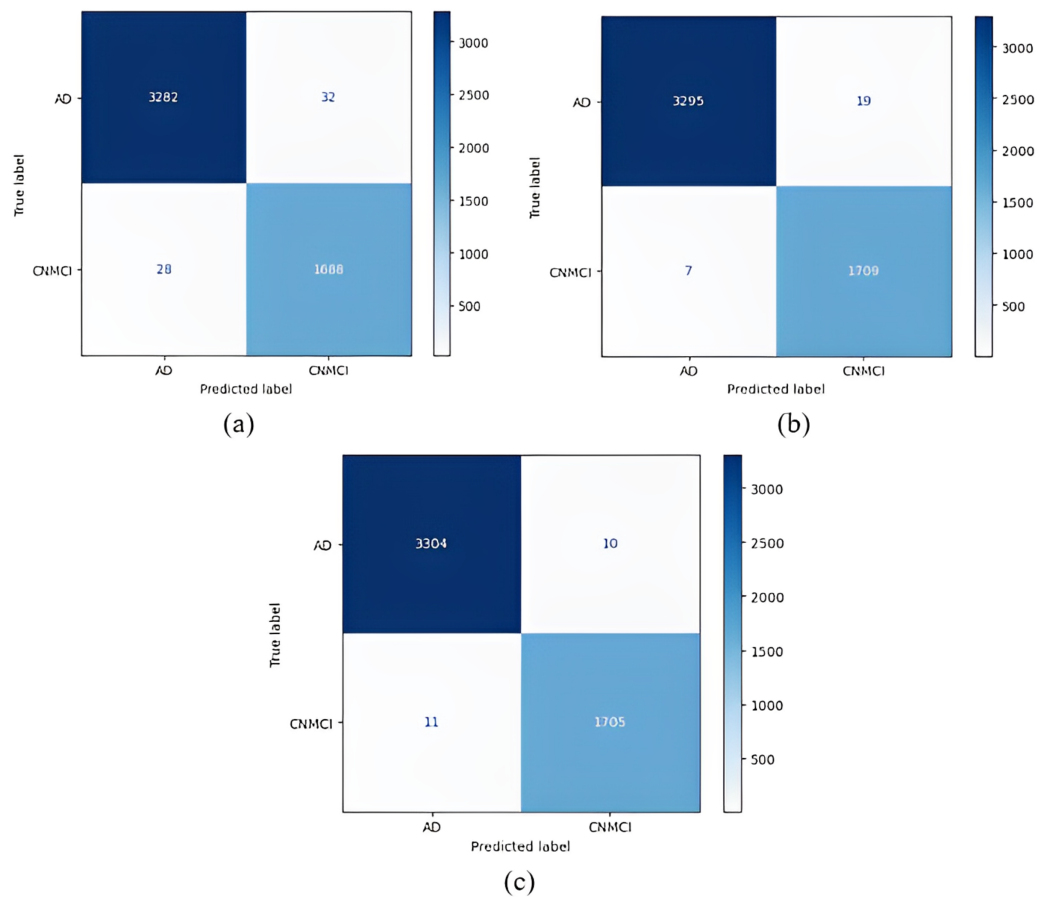 3000
2500
2000
1500
1000
500
True label
AD
CNMCI
3282
32
28
1688
AD
CNMCI
Predicted label
(a)
3000
2500
2000
1500
1000
500
True label
AD
CNMCI
3295
19
7
1709
AD
CNMCI
Predicted label
(b)
3000
2500
2000
1500
1000
500
True label
AD
CNMCI
3304
10
11
1705
AD
CNMCI
Predicted label
(c)